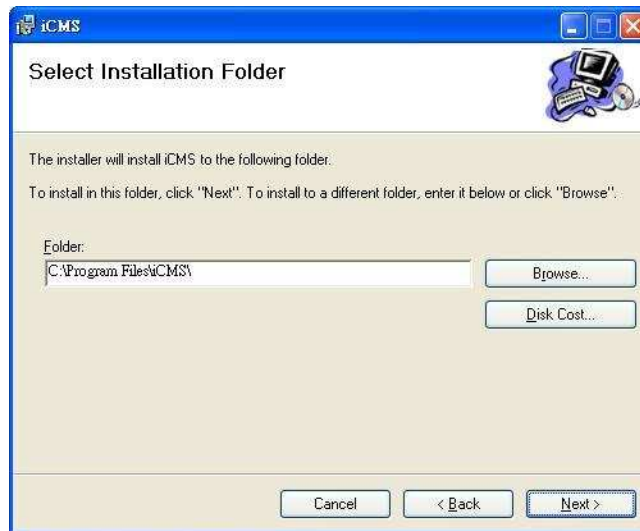 iCMS
Select Installation Folder
The installer will install iCMS to the following folder.
To install in this folder, click "Next". To install to a different folder, enter it below or click "Browse".
Folder:
C:\Program Files\iCMS\
Browse...
Disk Cost...
Cancel
< Back
Next >